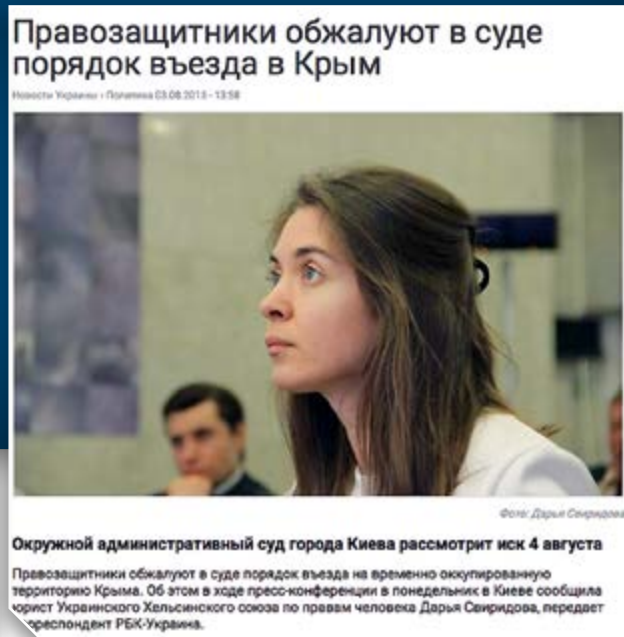 Правозащитники обжалуют в суде
порядок въезда в Крым
Новости Украины » Политика 03.08.2015 - 13:58
Фото: Дарья Свиридова
Окружной административный суд города Киева рассмотрит иск 4 августа
Правозащитники обжалуют в суде порядок въезда на временно оккупированную
территорию Крыма. Об этом в ходе пресс-конференции в понедельник в Киеве сообщила
юрист Украинского Хельсинского союза по правам человека Дарья Свиридова, передает
корреспондент РБК-Украина.